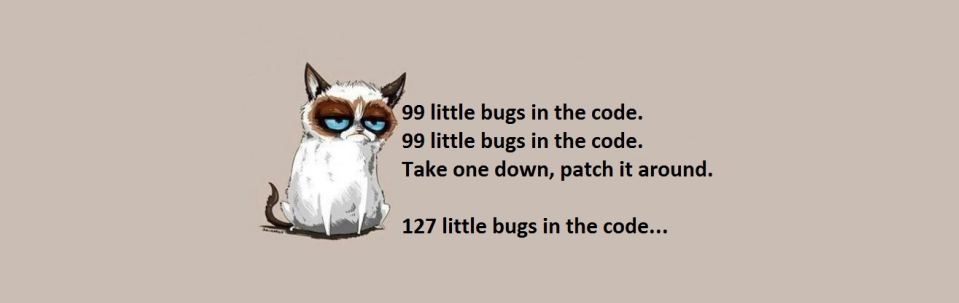 99 little bugs in the code.
99 little bugs in the code.
Take one down, patch it around.
127 little bugs in the code...